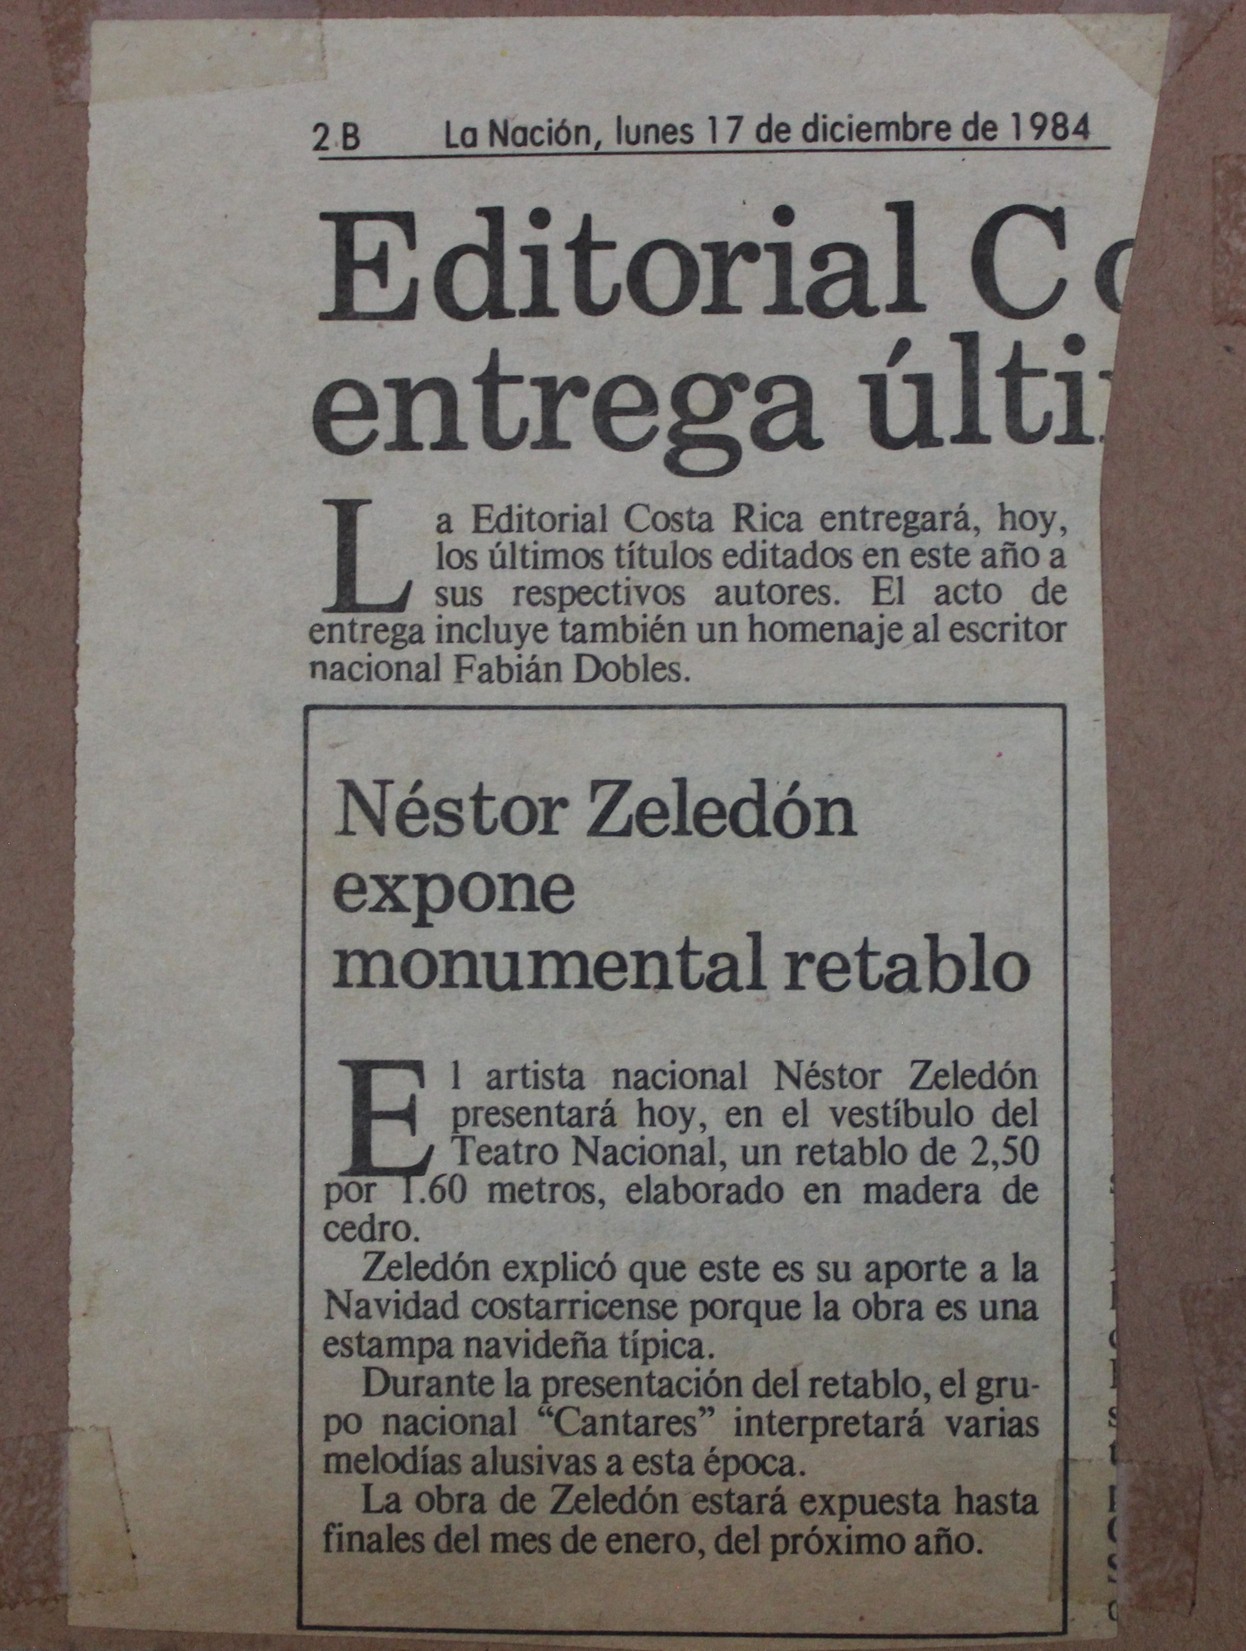 2 B La Nación, lunes 17 de diciembre de 1984
Editorial C
entrega últi
La Editorial Costa Rica entregará, hoy,
los últimos títulos editados en este año a
sus respectivos autores. El acto de
entrega incluye también un homenaje al escritor
nacional Fabián Dobles.
Néstor Zeledón
expone
monumental retablo
El artista nacional Néstor Zeledón
presentará hoy, en el vestíbulo del
Teatro Nacional, un retablo de 2,50
por 1.60 metros, elaborado en madera de
cedro.
Zeledón explicó que este es su aporte a la
Navidad costarricense porque la obra es una
estampa navideña típica.
Durante la presentación del retablo, el gru-
po nacional “Cantares” interpretará varias
melodías alusivas a esta época.
La obra de Zeledón estará expuesta hasta
finales del mes de enero, del próximo año.